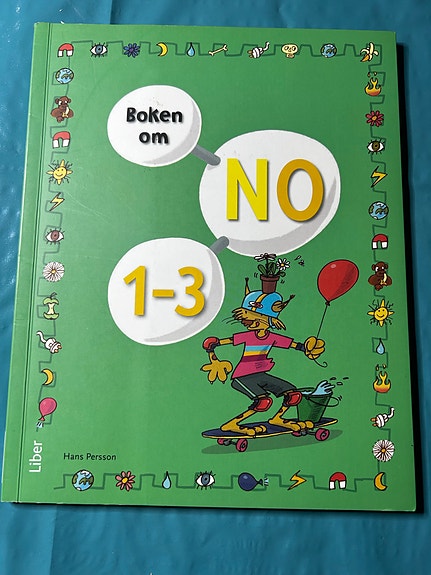 Boken
om
NO
1-3
Hans Persson
Liber